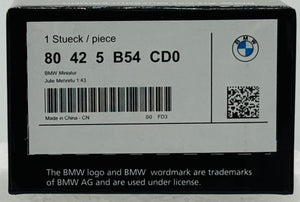 1 Stueck / piece
80 42 5 B54 CD0
BMW Miniatur
Julie Mehretu 1:43
Made in China - CN 00 FD3
BMW
The BMW logo and BMW wordmark are trademarks
of BMW AG and are used under license.